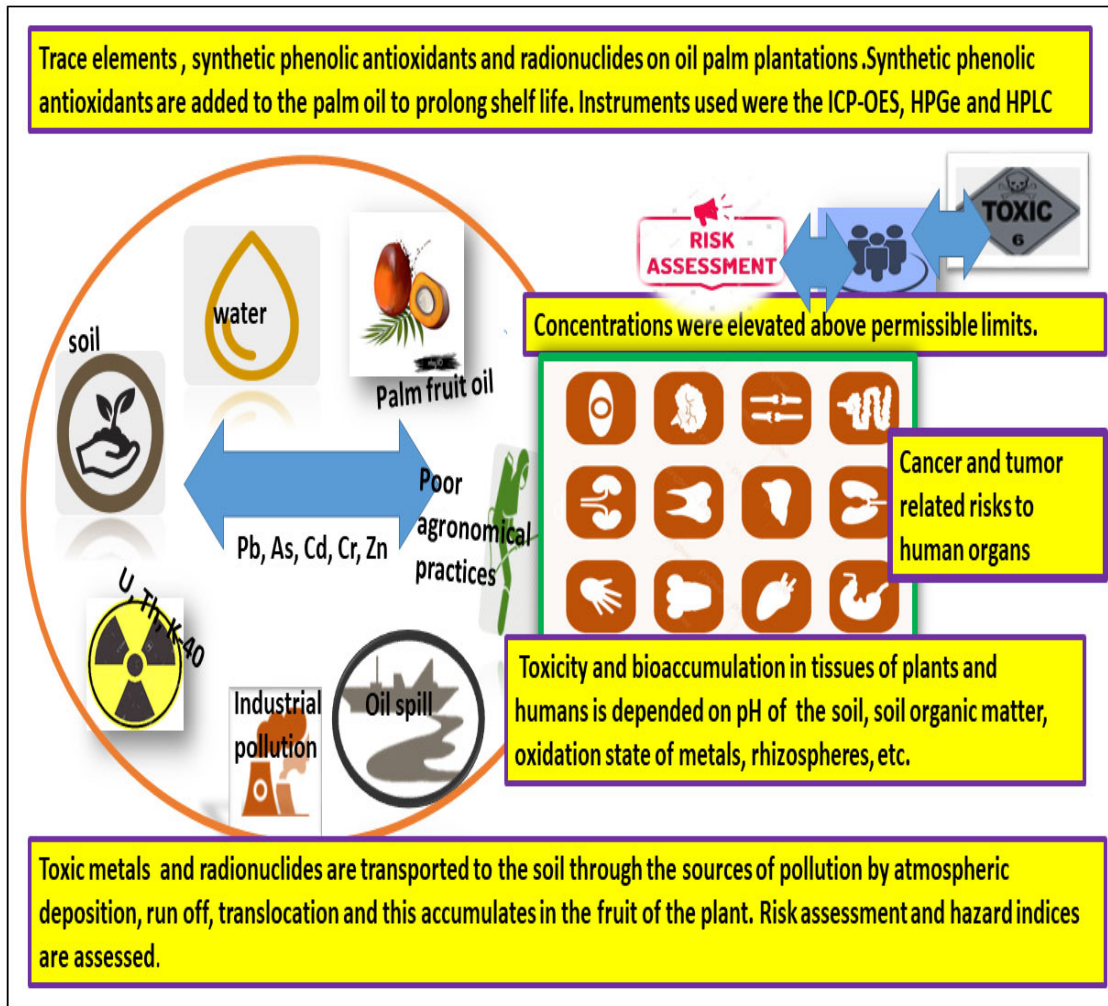 Trace elements , synthetic phenolic antioxidants and radionuclides on oil palm plantations .Synthetic phenolic
antioxidants are added to the palm oil to prolong shelf life. Instruments used were the ICP-OES, HPGe and HPLC
RISK
ASSESSMENT
TOXIC
6
Concentrations were elevated above permissible limits.
soil
water
Palm fruit oil
Poor
agronomical
practices
Pb, As, Cd, Cr, Zn
U, Th, K-40
Industrial
pollution
Oil spill
Cancer and tumor
related risks to
human organs
Toxicity and bioaccumulation in tissues of plants and
humans is depended on pH of the soil, soil organic matter,
oxidation state of metals, rhizospheres, etc.
Toxic metals and radionuclides are transported to the soil through the sources of pollution by atmospheric
deposition, run off, translocation and this accumulates in the fruit of the plant. Risk assessment and hazard indices
are assessed.